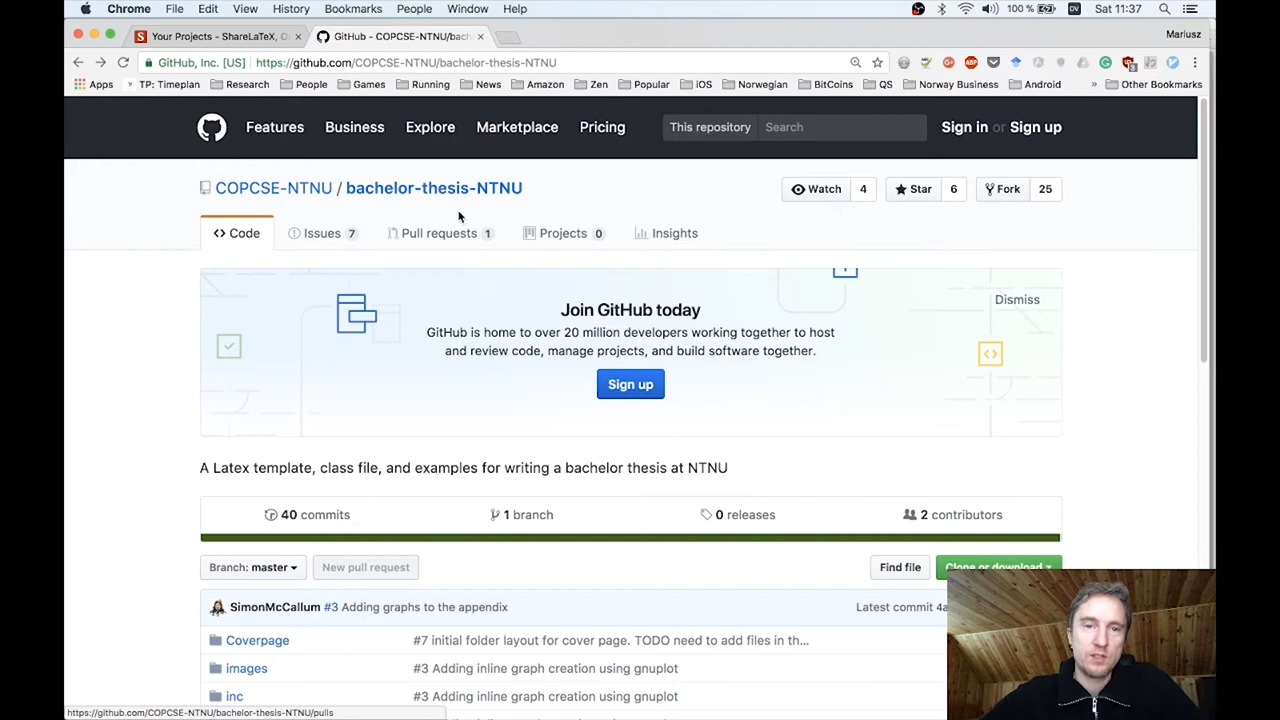 Chrome File Edit View History Bookmarks People Window Help 100 % DV Sat 11:37
Your Projects - ShareLaTeX, O GitHub - COPCSE-NTNU/bach Mariusz
GitHub, Inc. [US] https://github.com/COPCSE-NTNU/bachelor-thesis-NTNU
Apps TP: Timeplan Research People Games Running News Amazon Zen Popular iOS Norwegian BitCoins QS Norway Business Android » Other Bookmarks
Features Business Explore Marketplace Pricing This repository Search Sign in or Sign up
COPCSE-NTNU / bachelor-thesis-NTNU Watch 4 Star 6 Fork 25
Code Issues 7 Pull requests 1 Projects 0 Insights
Join GitHub today
Dismiss
GitHub is home to over 20 million developers working together to host
and review code, manage projects, and build software together.
Sign up
A Latex template, class file, and examples for writing a bachelor thesis at NTNU
40 commits 1 branch 0 releases 2 contributors
Branch: master New pull request Find file Clone or download
SimonMcCallum #3 Adding graphs to the appendix Latest commit 4a
Coverpage #7 initial folder layout for cover page. TODO need to add files in th...
images #3 Adding inline graph creation using gnuplot
inc #3 Adding inline graph creation using gnuplot
https://github.com/COPCSE-NTNU/bachelor-thesis-NTNU/pulls